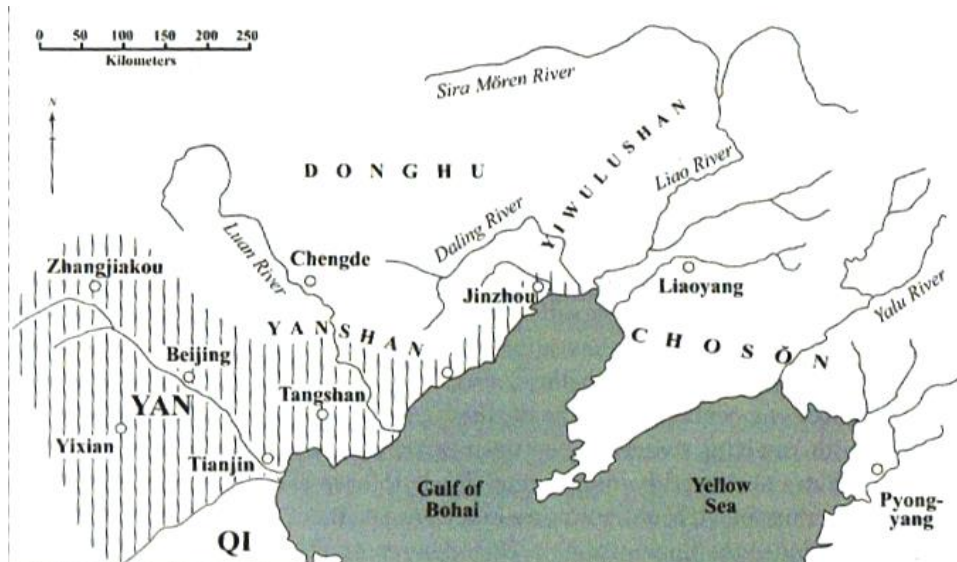 0 50 100 150 200 250
Kilometers
N
Sira Mören River
DONGHU
YIWULUSHAN
Liao River
Luan River
Daling River
Chengde
Zhangjiakou
Jinzhou
Liaoyang
Yalu River
YANSHAN
CHOSŎN
Beijing
Tangshan
YAN
Yixian
Tianjin
Gulf of
Bohai
Yellow
Sea
Pyong-
yang
QI